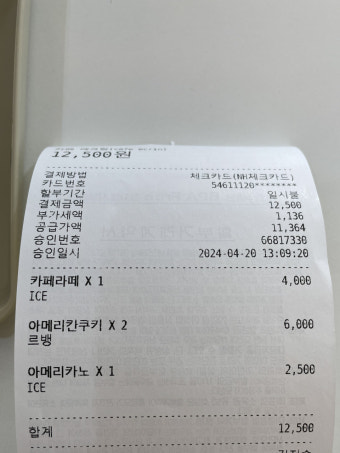 12,500원
결제방법 체크카드(NH체크카드)
카드번호 54611120********
할부기간 일시불
결제금액 12,500
부가세액 1,136
공급가액 11,364
승인번호 66817330
승인일시 2024-04-20 13:09:20
카페라떼 X 1 4,000
ICE
아메리칸쿠키 X 2 6,000
르뱅
아메리카노 X 1 2,500
ICE
합계 12,500